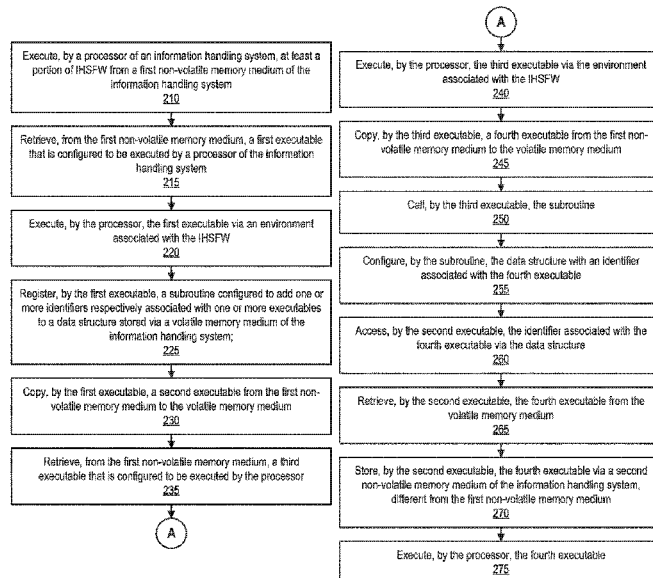 Execute, by a processor of an information handling system, at least a
portion of IHSFW from a first non-volatile memory medium of the
information handling system
210
Retrieve, from the first non-volatile memory medium, a first executable
that is configured to be executed by a processor of the information
handling system
215
Execute, by the processor, the first executable via an environment
associated with the IHSFW
220
Register, by the first executable, a subroutine configured to add one or
more identifiers respectively associated with one or more executables
to a data structure stored via a volatile memory medium of the
information handling system;
225
Copy, by the first executable, a second executable from the first non-
volatile memory medium to the volatile memory medium
230
Retrieve, from the first non-volatile memory medium, a third
executable that is configured to be executed by the processor
235
A
A
Execute, by the processor, the third executable via the environment
associated with the IHSFW
240
Copy, by the third executable, a fourth executable from the first non-
volatile memory medium to the volatile memory medium
245
Call, by the third executable, the subroutine
250
Configure, by the subroutine, the data structure with an identifier
associated with the fourth executable
255
Access, by the second executable, the identifier associated with the
fourth executable via the data structure
260
Retrieve, by the second executable, the fourth executable from the
volatile memory medium
265
Store, by the second executable, the fourth executable via a second
non-volatile memory medium of the information handling system,
different from the first non-volatile memory medium
270
Execute, by the processor, the fourth executable
275